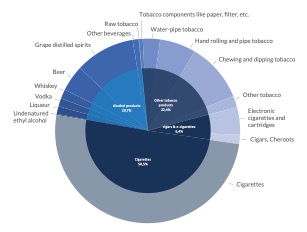 Tobacco components like paper, filter, etc.
Raw tobacco
Water-pipe tobacco
Other beverages
Hand rolling and pipe tobacco
Grape distilled spirits
Chewing and dipping tobacco
Beer
Whiskey
Vodka
Liqueur
Undenatured
ethyl alcohol
Other tobacco
Electronic
cigarettes and
cartridges
Cigars, Cheroots
Cigarettes
Alcohol products
Other tobacco
products
Cigars & e-cigarettes
Cigarettes